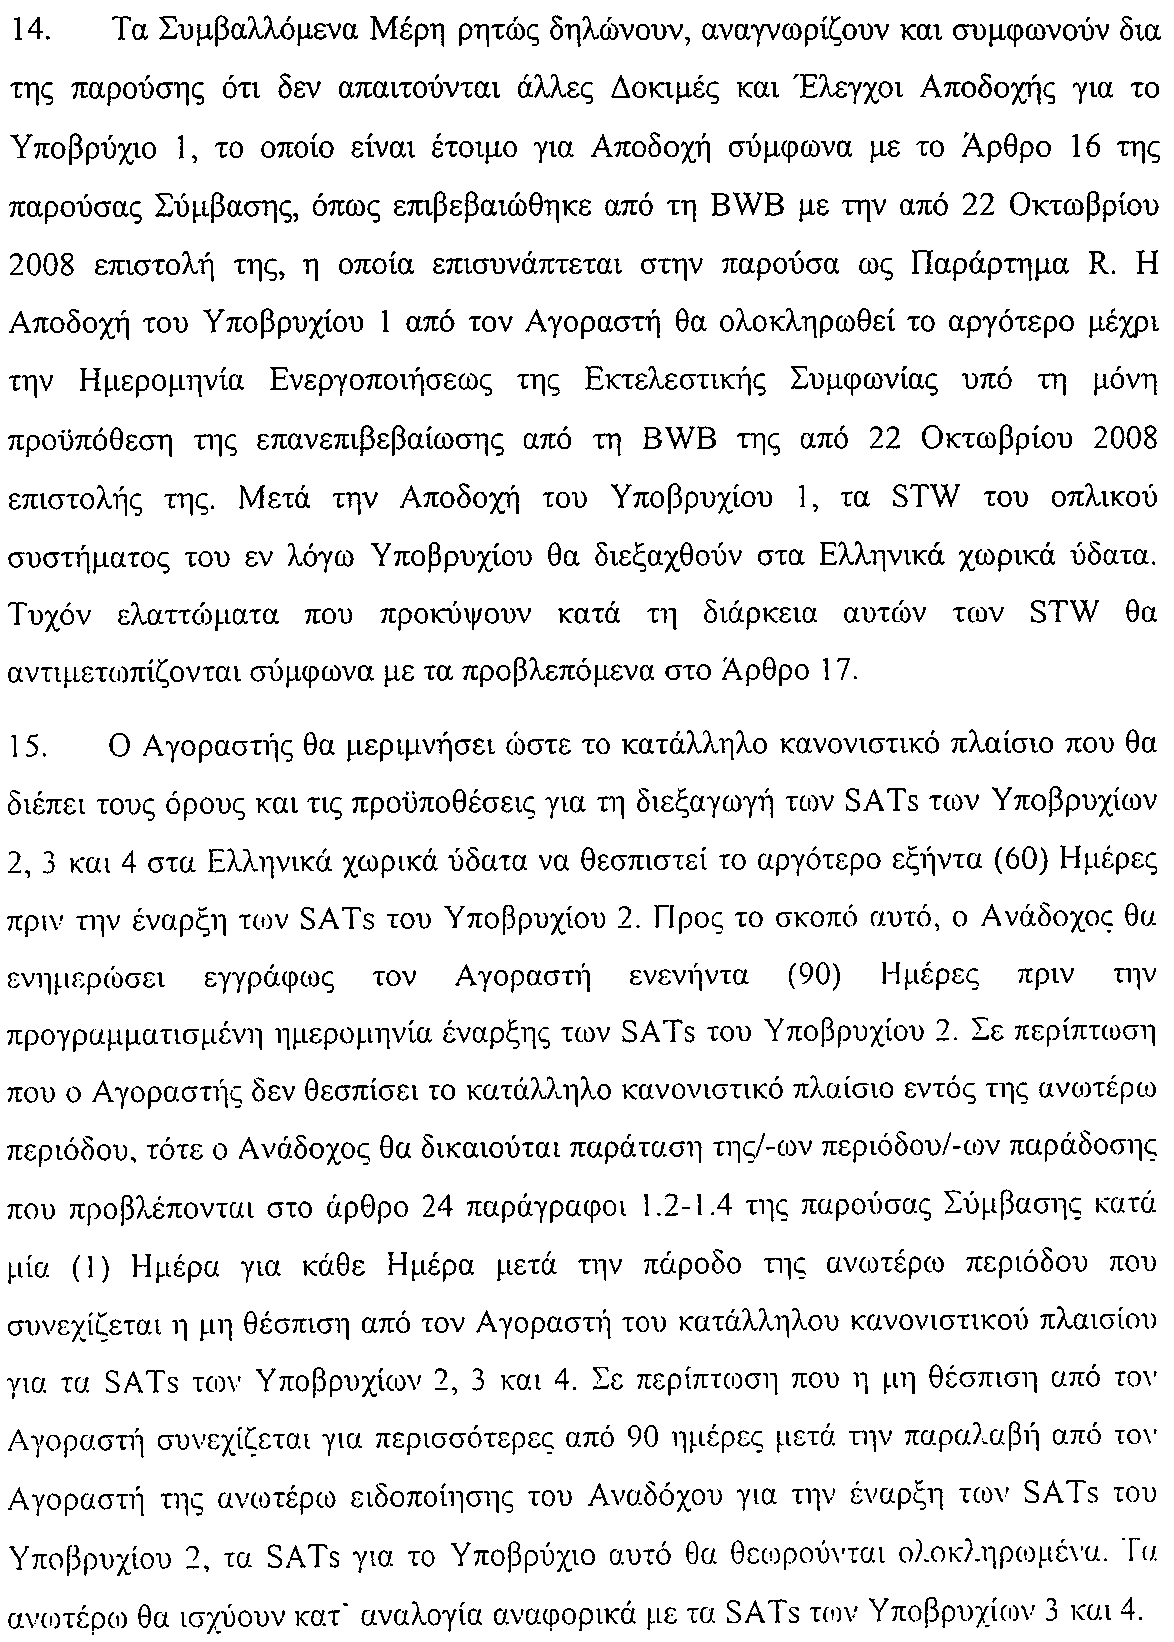 14. Τα Συμβαλλόμενα Μέρη ρητώς δηλώνουν, αναγνωρίζουν και συμφωνούν δια
της παρούσης ότι δεν απαιτούνται άλλες Δοκιμές και Έλεγχοι Αποδοχής για το
Υποβρύχιο 1, το οποίο είναι έτοιμο για Αποδοχή σύμφωνα με το Άρθρο 16 της
παρούσας Σύμβασης, όπως επιβεβαιώθηκε από τη BWB με την από 22 Οκτωβρίου
2008 επιστολή της, η οποία επισυνάπτεται στην παρούσα ως Παράρτημα R. Η
Αποδοχή του Υποβρυχίου 1 από τον Αγοραστή θα ολοκληρωθεί το αργότερο μέχρι
την Ημερομηνία Ενεργοποιήσεως της Εκτελεστικής Συμφωνίας υπό τη μόνη
προϋπόθεση της επανεπιβεβαίωσης από τη BWB της από 22 Οκτωβρίου 2008
επιστολής της. Μετά την Αποδοχή του Υποβρυχίου 1, τα STW του οπλικού
συστήματος του εν λόγω Υποβρυχίου θα διεξαχθούν στα Ελληνικά χωρικά ύδατα.
Τυχόν ελαττώματα που προκύψουν κατά τη διάρκεια αυτών των STW θα
αντιμετωπίζονται σύμφωνα με τα προβλεπόμενα στο Άρθρο 17.
15. Ο Αγοραστής θα μεριμνήσει ώστε το κατάλληλο κανονιστικό πλαίσιο που θα
διέπει τους όρους και τις προϋποθέσεις για τη διεξαγωγή των SATs των Υποβρυχίων
2, 3 και 4 στα Ελληνικά χωρικά ύδατα να θεσπιστεί το αργότερο εξήντα (60) Ημέρες
πριν την έναρξη των SATs του Υποβρυχίου 2. Προς το σκοπό αυτό, ο Ανάδοχος θα
ενημερώσει εγγράφως τον Αγοραστή ενενήντα (90) Ημέρες πριν την
προγραμματισμένη ημερομηνία έναρξης των SATs του Υποβρυχίου 2. Σε περίπτωση
που ο Αγοραστής δεν θεσπίσει το κατάλληλο κανονιστικό πλαίσιο εντός της ανωτέρω
περιόδου, τότε ο Ανάδοχος θα δικαιούται παράταση της/-ων περιόδου/-ων παράδοσης
που προβλέπονται στο άρθρο 24 παράγραφοι 1.2-1.4 της παρούσας Σύμβασης κατά
μία (1) Ημέρα για κάθε Ημέρα μετά την πάροδο της ανωτέρω περιόδου που
συνεχίζεται η μη θέσπιση από τον Αγοραστή του κατάλληλου κανονιστικού πλαισίου
για τα SATs των Υποβρυχίων 2, 3 και 4. Σε περίπτωση που η μη θέσπιση από τον
Αγοραστή συνεχίζεται για περισσότερες από 90 ημέρες μετά την παραλαβή από τον
Αγοραστή της ανωτέρω ειδοποίησης του Αναδόχου για την έναρξη των SATs του
Υποβρυχίου 2, τα SATs για το Υποβρύχιο αυτό θα θεωρούνται ολοκληρωμένα. Τα
ανωτέρω θα ισχύουν κατ' αναλογία αναφορικά με τα SATs των Υποβρυχίων 3 και 4.